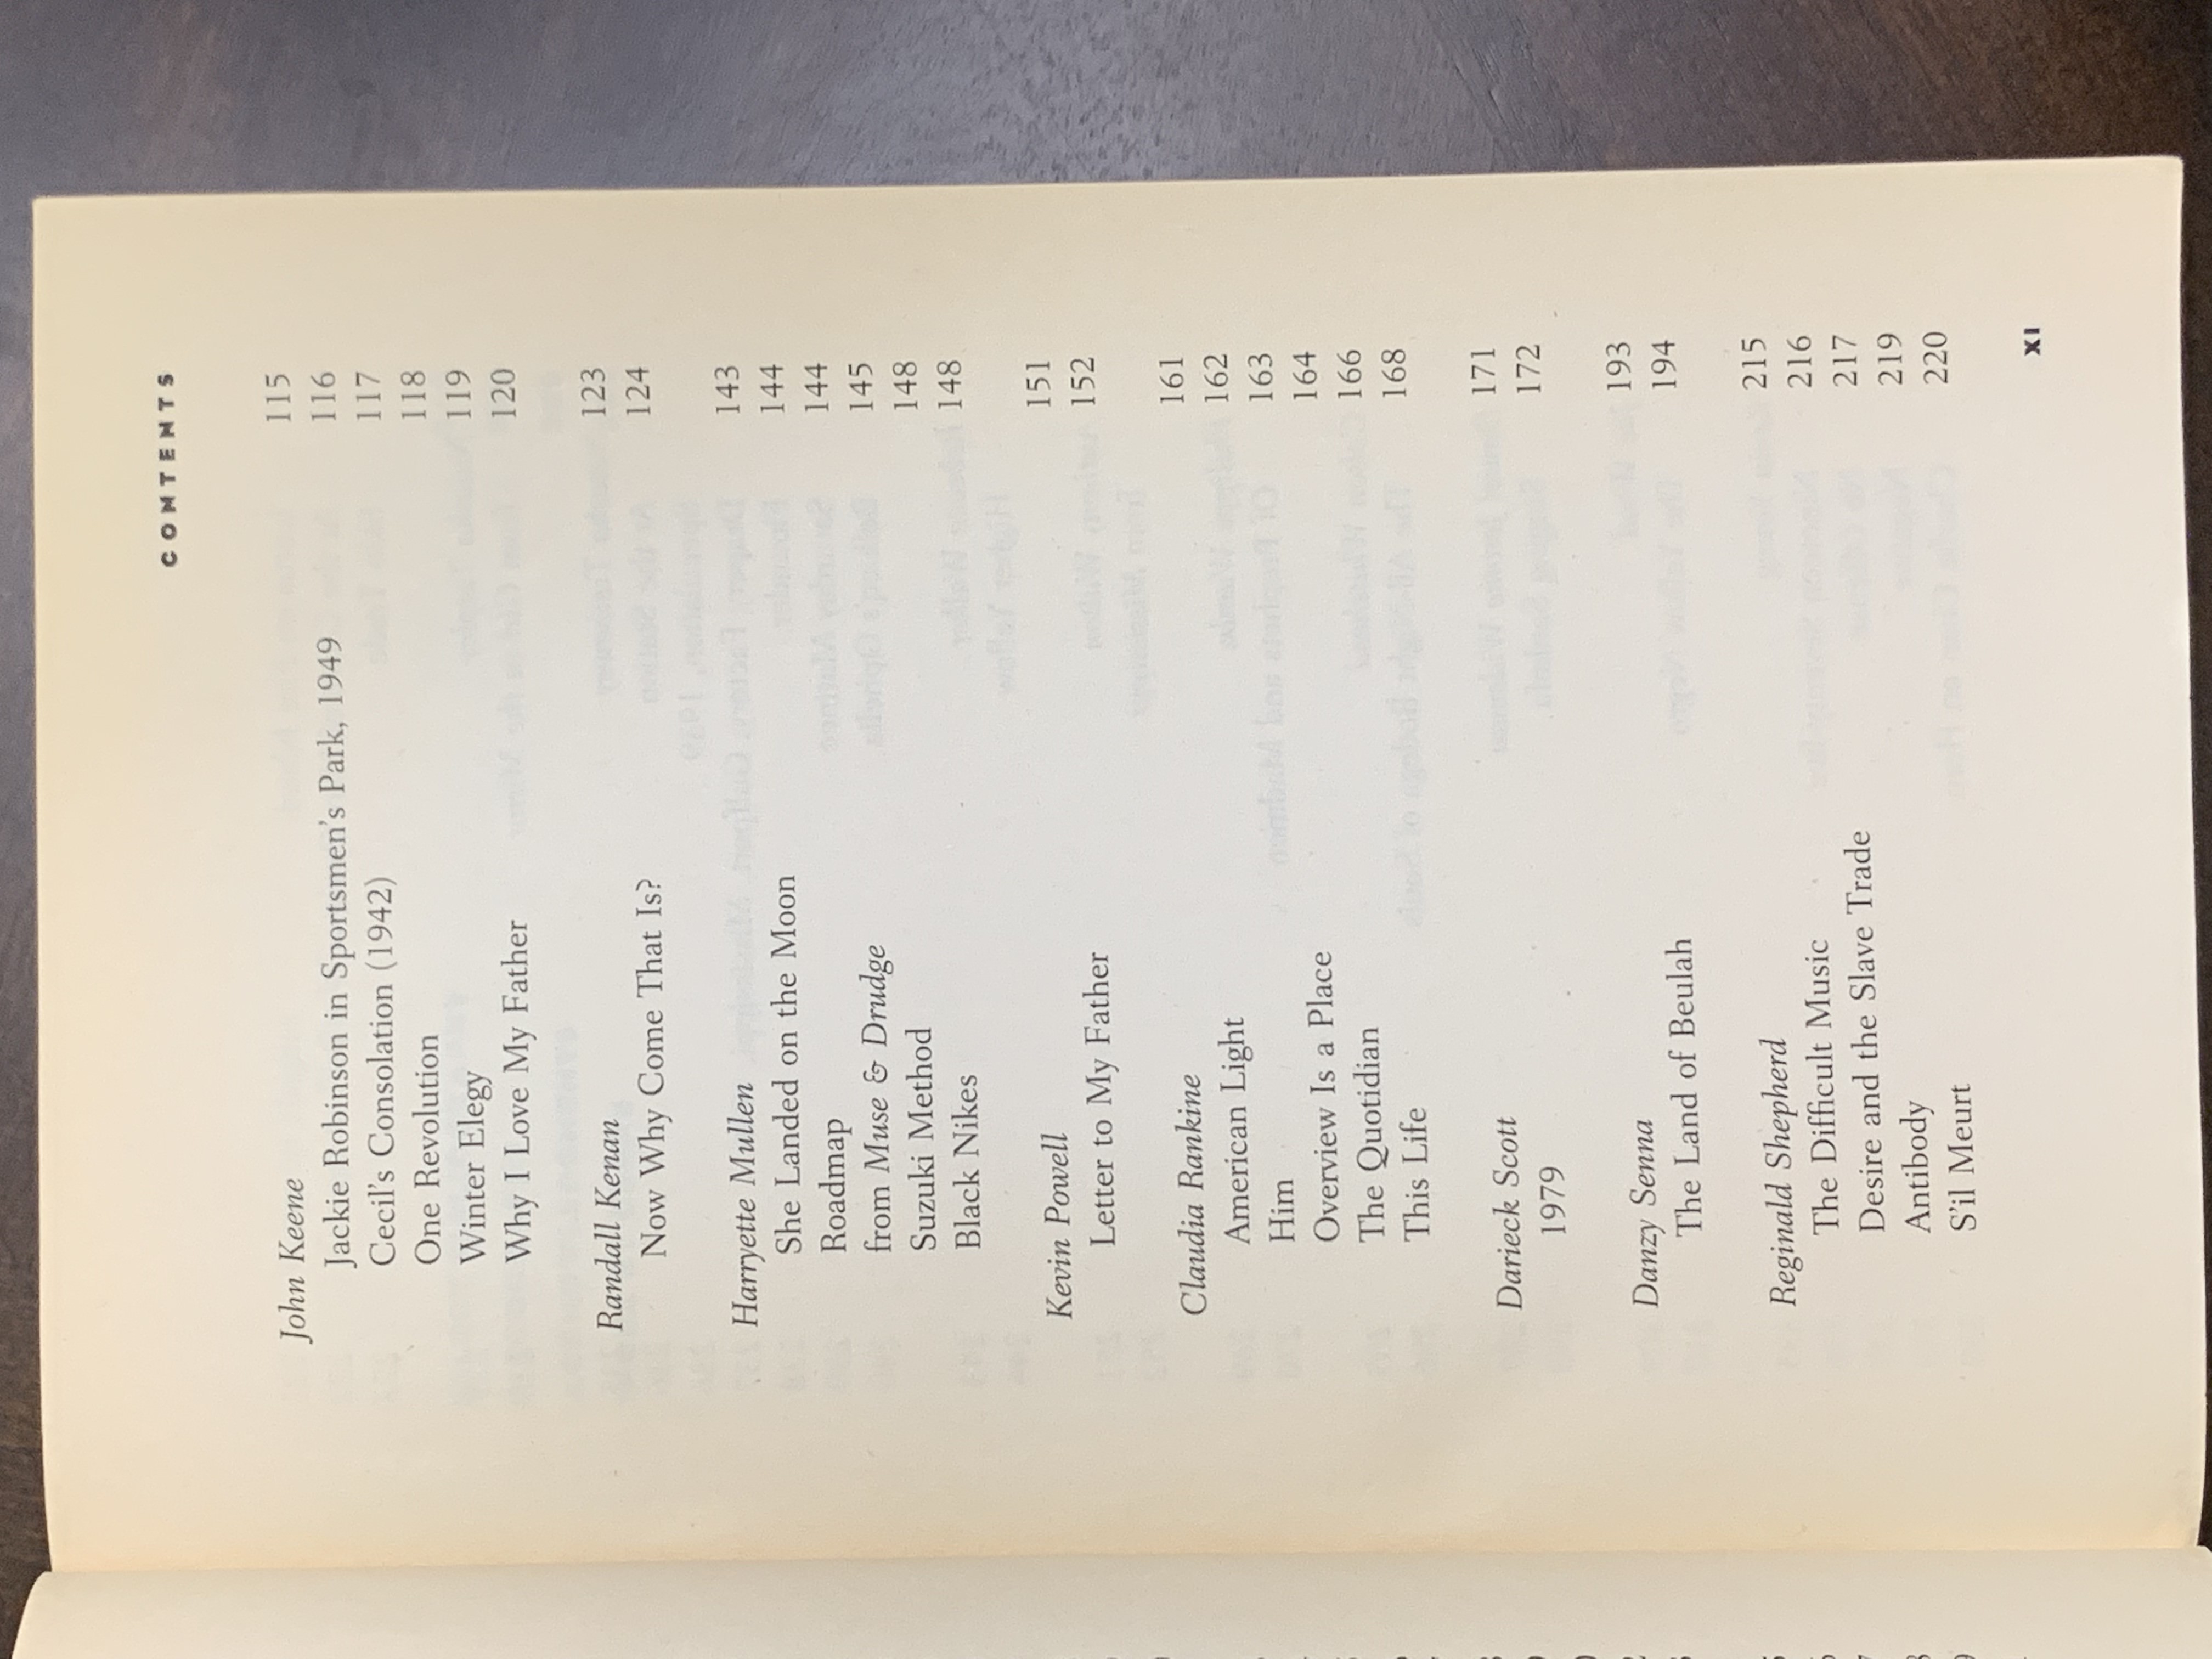 CONTENTS
John Keene 115
Jackie Robinson in Sportsmen's Park, 1949 116
Cecil's Consolation (1942) 117
One Revolution 118
Winter Elegy 119
Why I Love My Father 120
Randall Kenan 123
Now Why Come That Is? 124
Harryette Mullen 143
She Landed on the Moon 144
Roadmap 144
from Muse & Drudge 145
Suzuki Method 148
Black Nikes 148
Kevin Powell 151
Letter to My Father 152
Claudia Rankine 161
American Light 162
Him 163
Overview Is a Place 164
The Quotidian 166
This Life 168
Darieck Scott 171
1979 172
Danzy Senna 193
The Land of Beulah 194
Reginald Shepherd 215
The Difficult Music 216
Desire and the Slave Trade 217
Antibody 219
S'il Meurt 220
XI